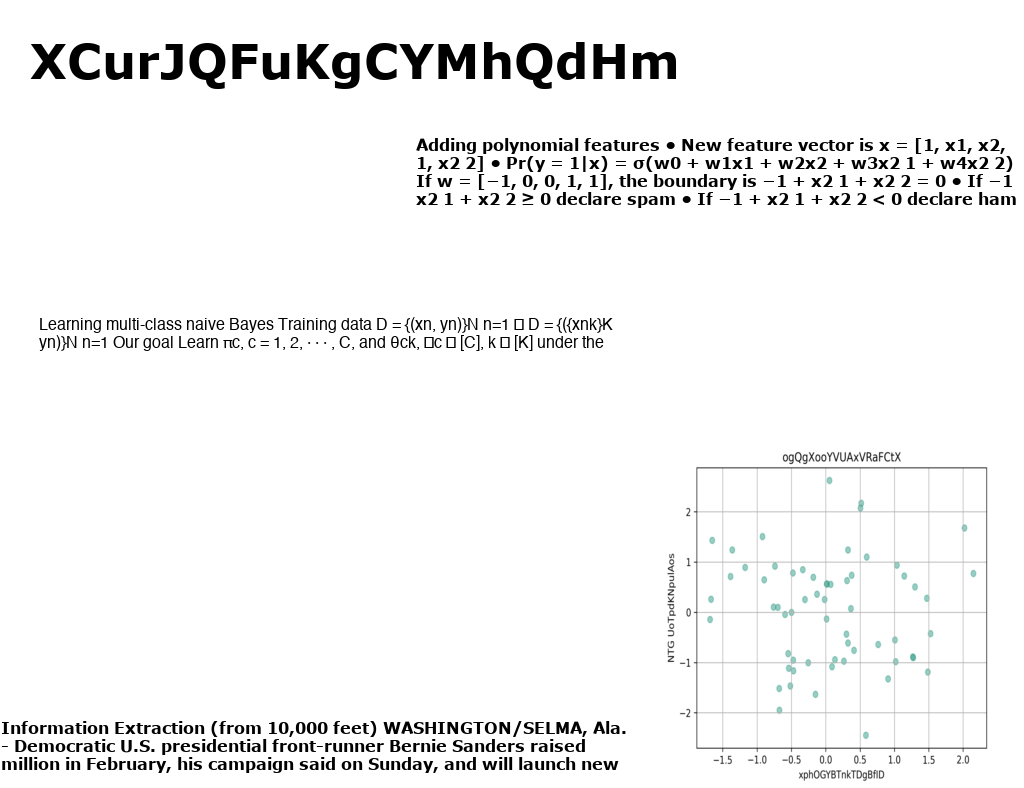 XCurJQFuKgCYMhQdHm
Adding polynomial features • New feature vector is x = [1, x1, x2,
1, x2 2] • Pr(y = 1|x) = σ(w0 + w1x1 + w2x2 + w3x2 1 + w4x2 2)
If w = [−1, 0, 0, 1, 1], the boundary is −1 + x2 1 + x2 2 = 0 • If −1
x2 1 + x2 2 ≥ 0 declare spam • If −1 + x2 1 + x2 2 < 0 declare ham
Learning multi-class naive Bayes Training data D = {(xn, yn)}N n=1 □ D = {({xnk}K
yn)}N n=1 Our goal Learn πc, c = 1, 2, · · · , C, and θck, □c □ [C], k □ [K] under the
ogQgXooYVUAxVRaFCtX
NTG UoTpdKNpulAos
2
1
0
−1
−2
−1.5 −1.0 −0.5 0.0 0.5 1.0 1.5 2.0
xphOGYBTnkTDgBflD
Information Extraction (from 10,000 feet) WASHINGTON/SELMA, Ala.
- Democratic U.S. presidential front-runner Bernie Sanders raised
million in February, his campaign said on Sunday, and will launch new